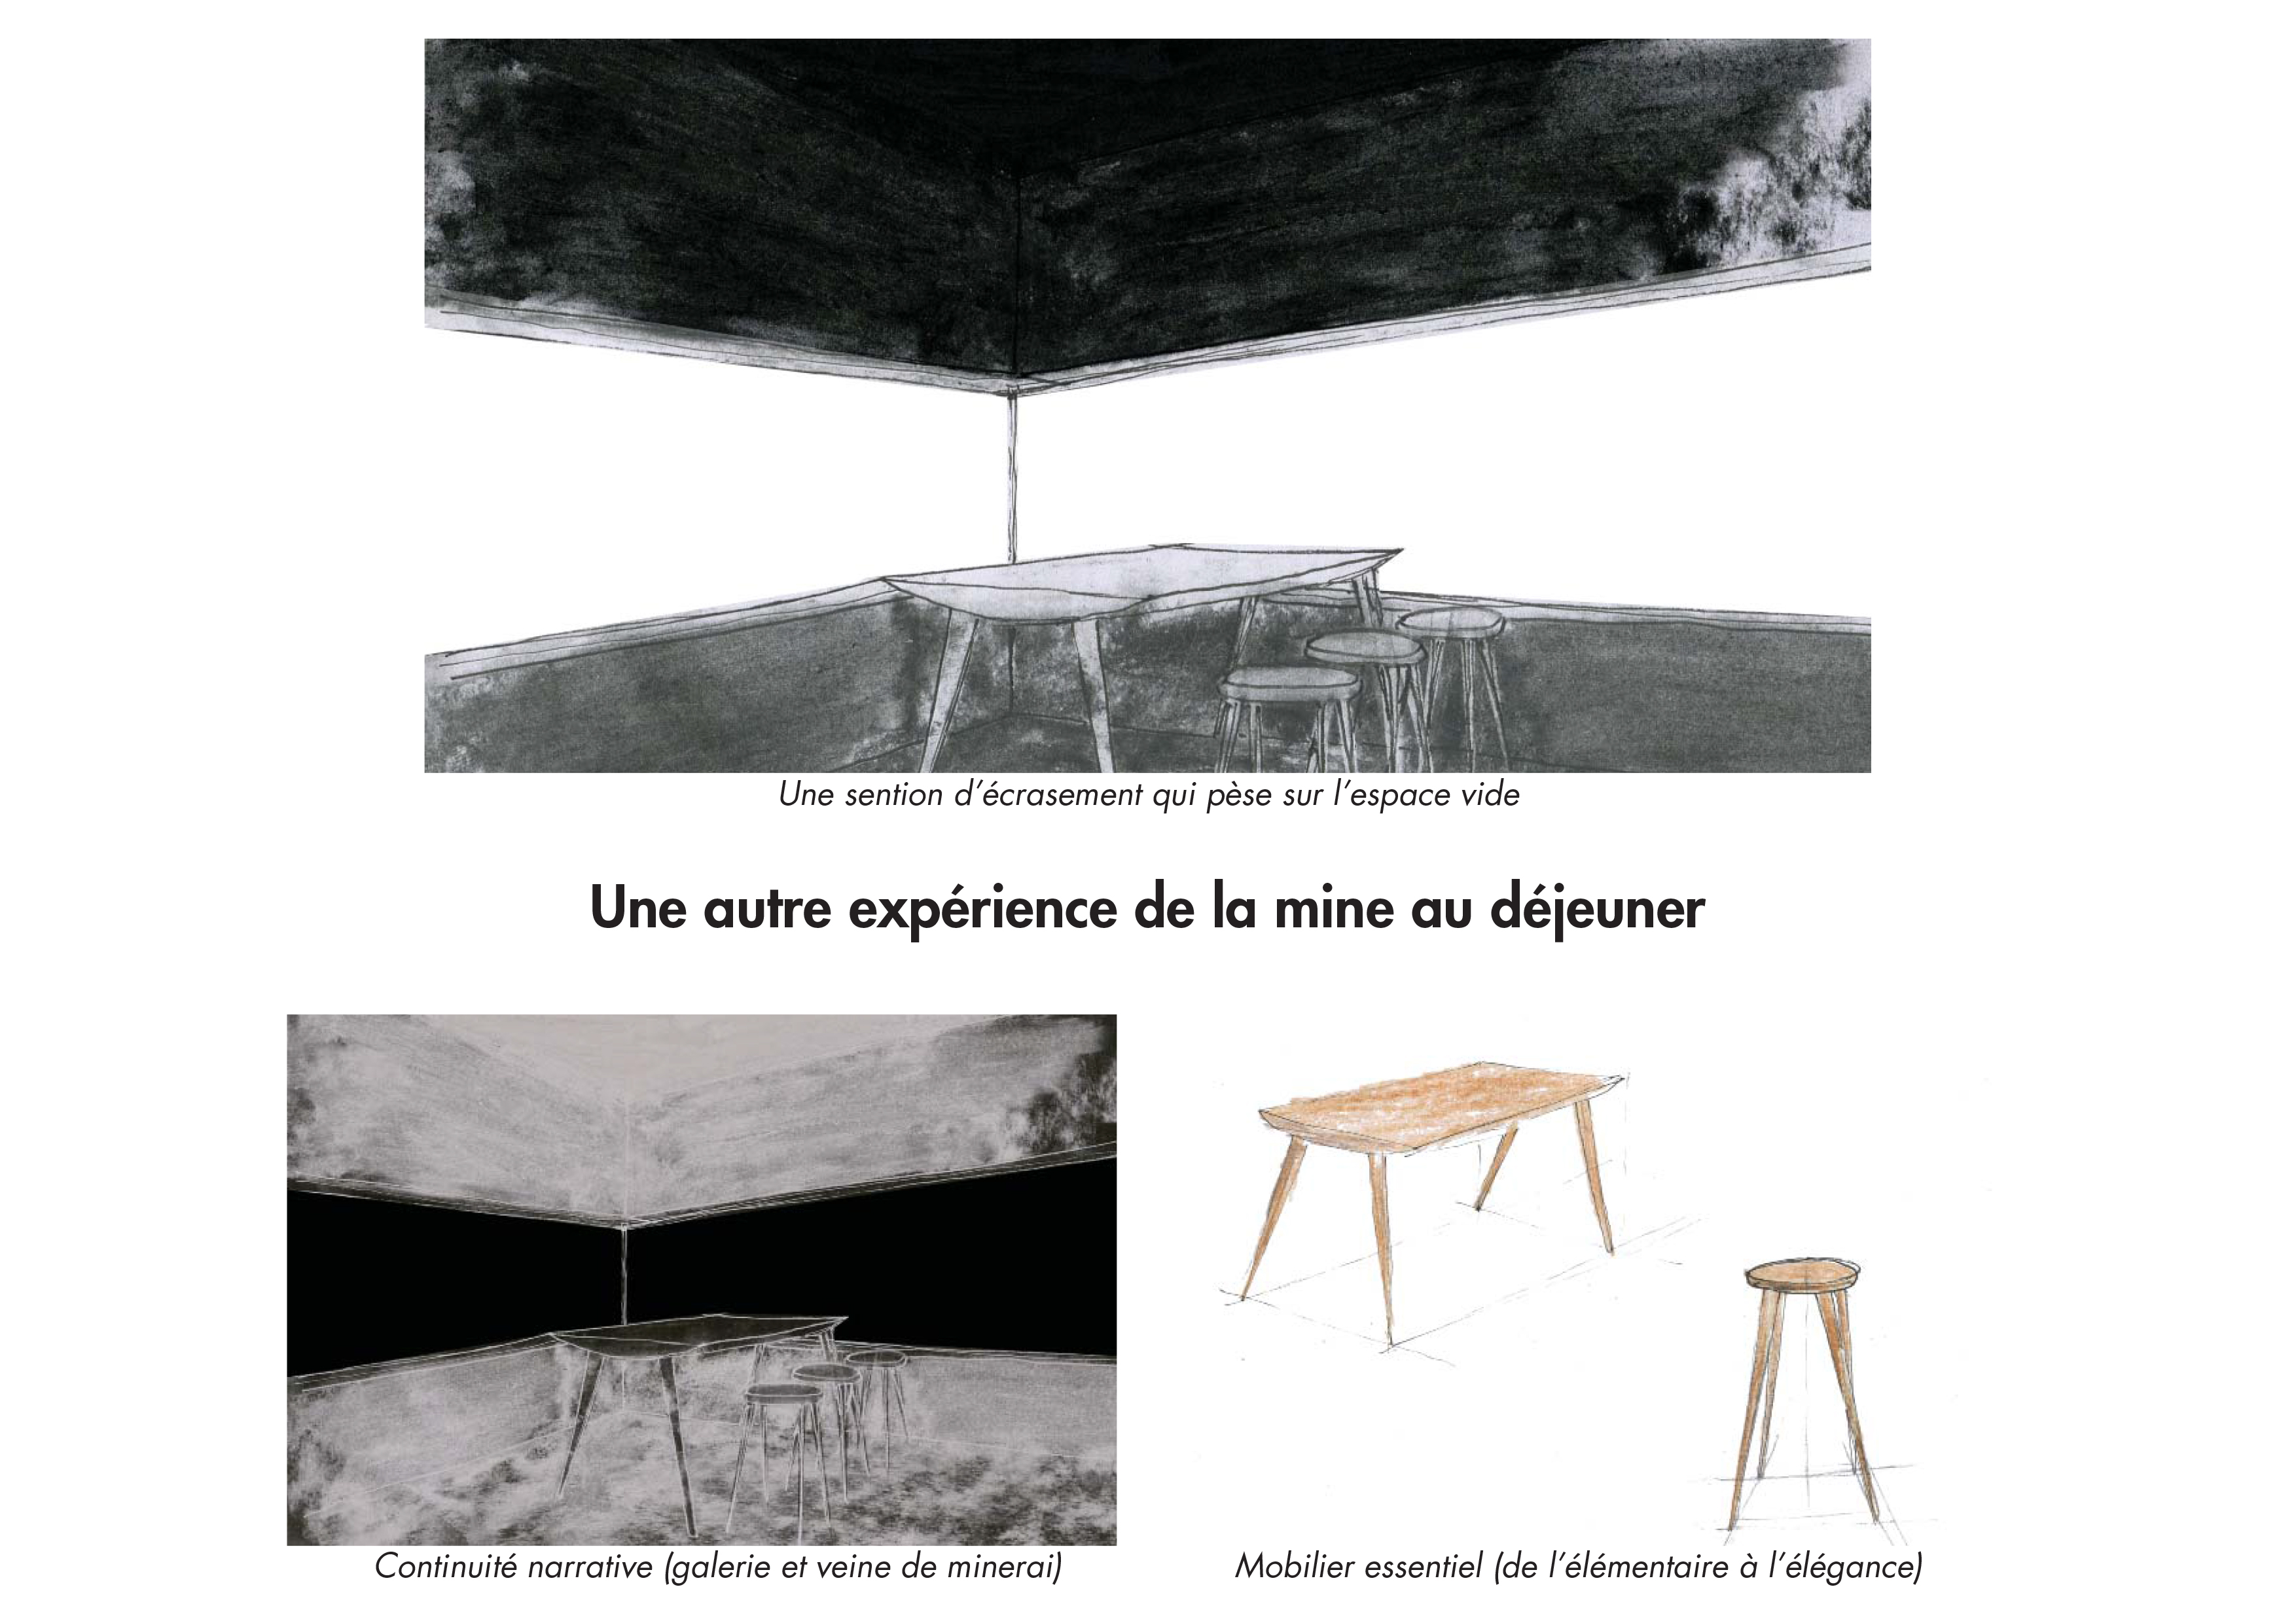 Une sention d’écrasement qui pèse sur l’espace vide
Une autre expérience de la mine au déjeuner
Continuité narrative (galerie et veine de minerai)
Mobilier essentiel (de l’élémentaire à l’élégance)